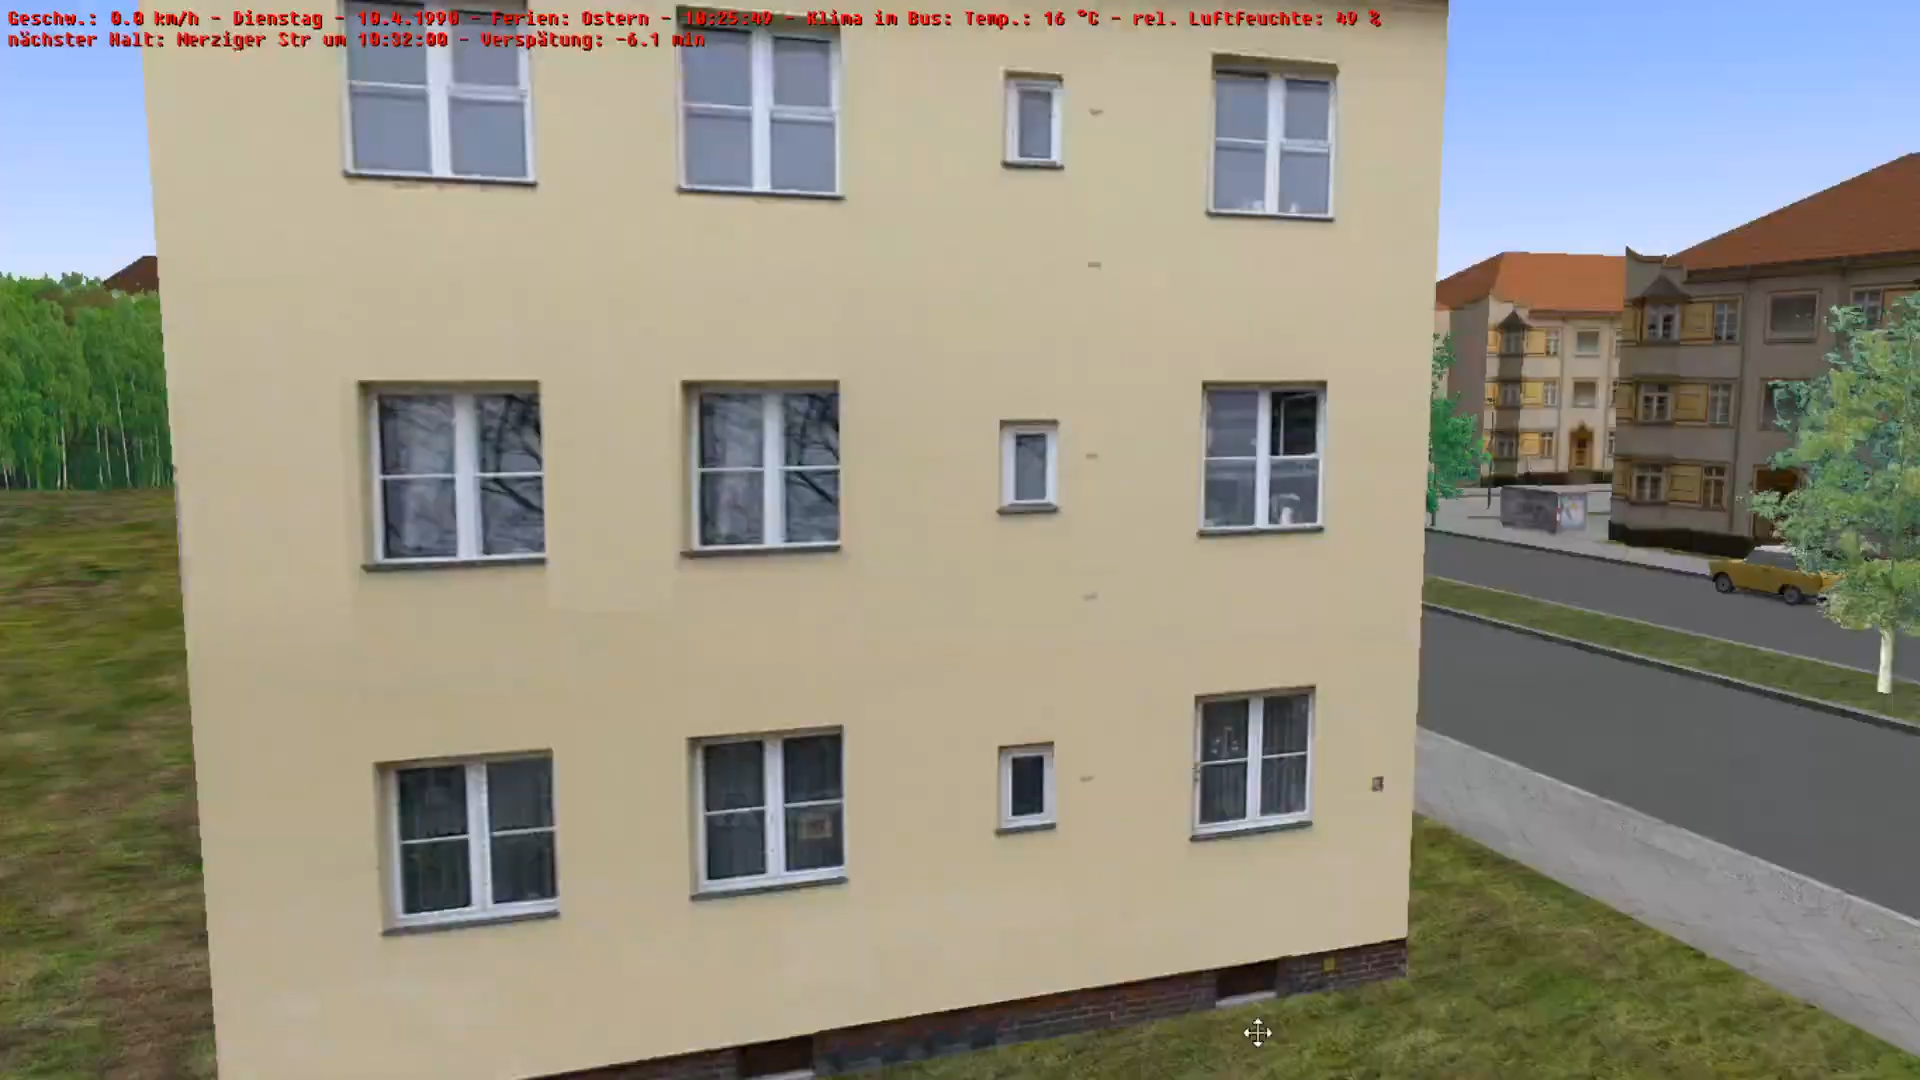 Geschw.: 0.0 km/h - Dienstag - 10.4.1990 - Ferien: Ostern - 10:25:49 - Klima im Bus: Temp.: 16 °C - rel. Luftfeuchte: 49 %
nächster Halt: Merziger Str um 10:32:00 - Verspätung: -6.1 min